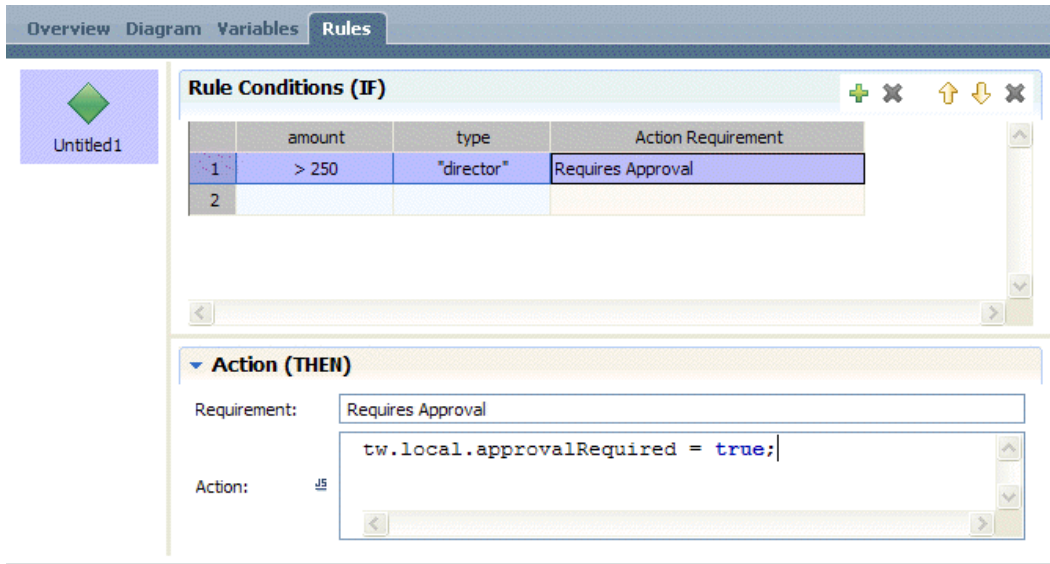 Overview Diagram Variables Rules
Untitled1
Rule Conditions (IF)
amount type Action Requirement
1 > 250 "director" Requires Approval
2
Action (THEN)
Requirement: Requires Approval
tw.local.approvalRequired = true;
Action: JS